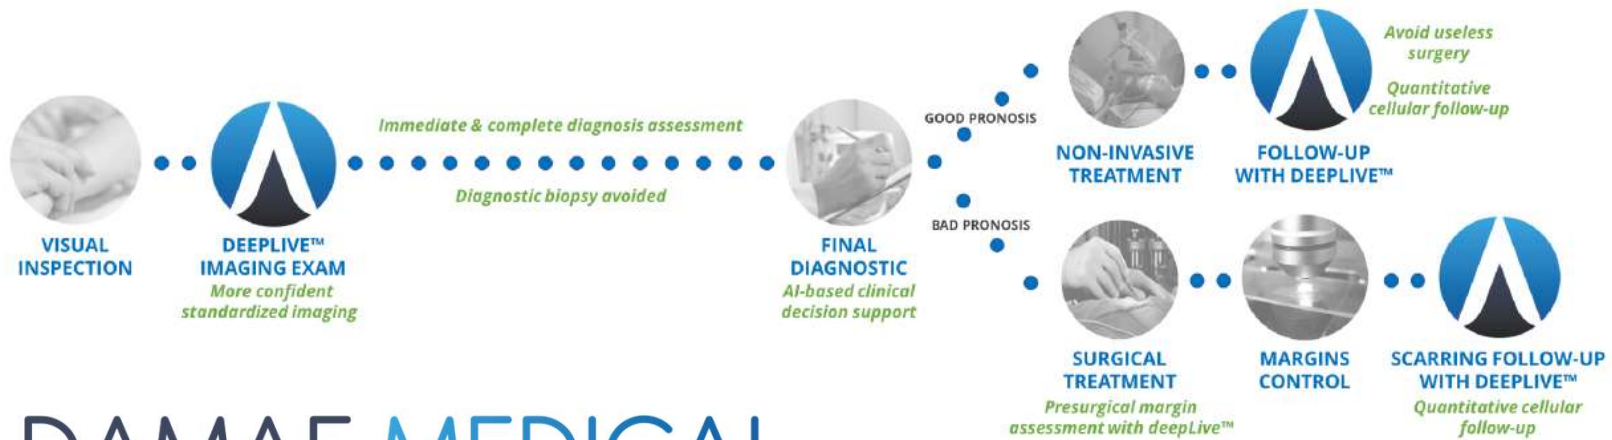 VISUAL
INSPECTION
DEEPLIVE™
IMAGING EXAM
More confident
standardized imaging
Immediate & complete diagnosis assessment
Diagnostic biopsy avoided
FINAL
DIAGNOSTIC
AI-based clinical
decision support
GOOD PRONOSIS
NON-INVASIVE
TREATMENT
FOLLOW-UP
WITH DEEPLIVE™
Avoid useless
surgery
Quantitative
cellular follow-up
BAD PRONOSIS
SURGICAL
TREATMENT
Presurgical margin
assessment with deepLive™
MARGINS
CONTROL
SCARRING FOLLOW-UP
WITH DEEPLIVE™
Quantitative cellular
follow-up
DAMAE MEDICAL